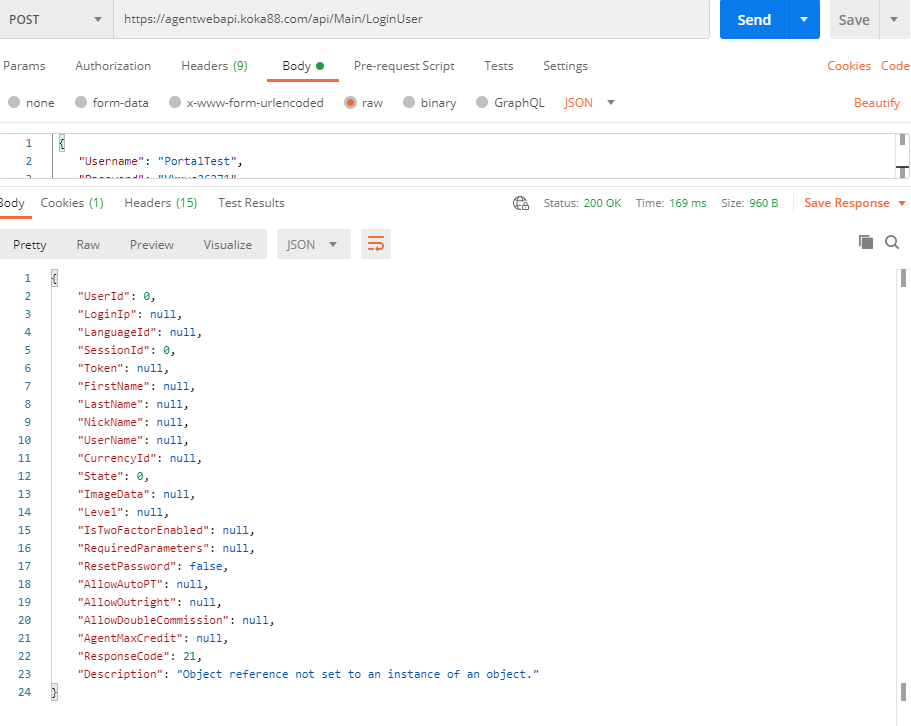 POST https://agentwebapi.koka88.com/api/Main/LoginUser Send Save
Params Authorization Headers (9) Body Pre-request Script Tests Settings Cookies Code
none form-data x-www-form-urlencoded raw binary GraphQL JSON Beautify
1 {
2 "Username": "PortalTest",
Body Cookies (1) Headers (15) Test Results Status: 200 OK Time: 169 ms Size: 960 B Save Response
Pretty Raw Preview Visualize JSON
1 {
2 "UserId": 0,
3 "LoginIp": null,
4 "LanguageId": null,
5 "SessionId": 0,
6 "Token": null,
7 "FirstName": null,
8 "LastName": null,
9 "NickName": null,
10 "UserName": null,
11 "CurrencyId": null,
12 "State": 0,
13 "ImageData": null,
14 "Level": null,
15 "IsTwoFactorEnabled": null,
16 "RequiredParameters": null,
17 "ResetPassword": false,
18 "AllowAutoPT": null,
19 "AllowOutright": null,
20 "AllowDoubleCommission": null,
21 "AgentMaxCredit": null,
22 "ResponseCode": 21,
23 "Description": "Object reference not set to an instance of an object."
24 }